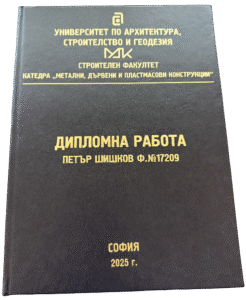 УНИВЕРСИТЕТ ПО АРХИТЕКТУРА,
СТРОИТЕЛСТВО И ГЕОДЕЗИЯ
МДК
СТРОИТЕЛЕН ФАКУЛТЕТ
КАТЕДРА „МЕТАЛНИ, ДЪРВЕНИ И ПЛАСТМАСОВИ КОНСТРУКЦИИ"
ДИПЛОМНА РАБОТА
ПЕТЪР ШИШКОВ Ф.№17209
СОФИЯ
2025 г.